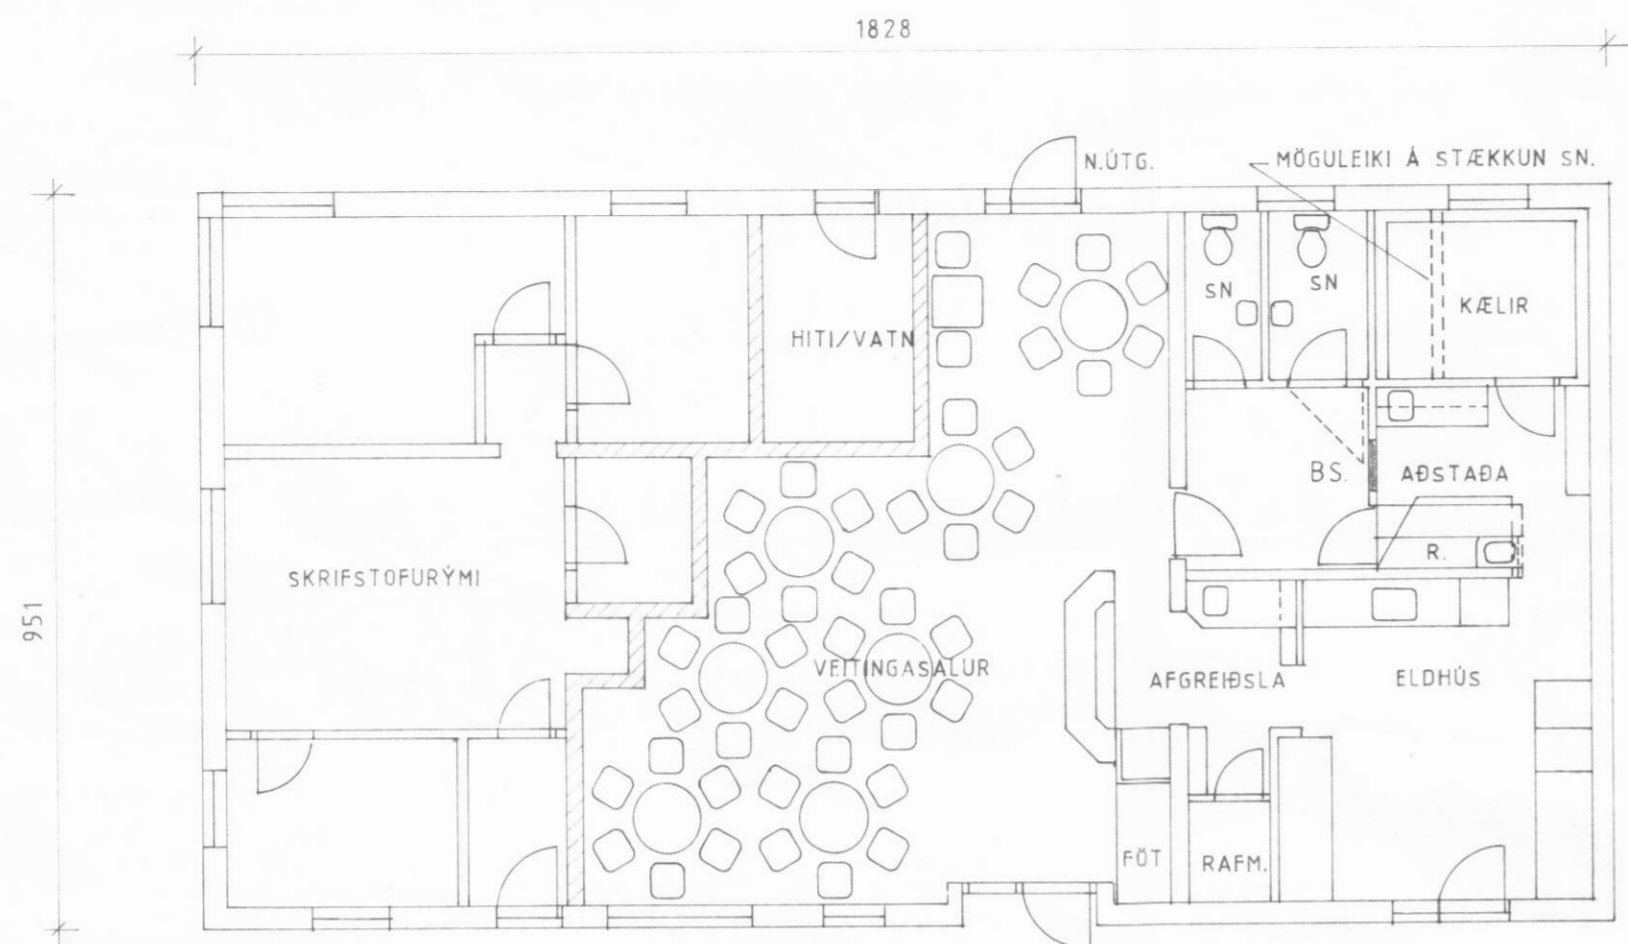 1828
N.ÚTG.
MÖGULEIKI Á STÆKKUN SN.
SN
SN
KÆLIR
HITI/VATN
BS.
AÐSTAÐA
R.
SKRIFSTOFURÝMI
951
VEITINGASALUR
AFGREIÐSLA
ELDHÚS
FÖT
RAFM.